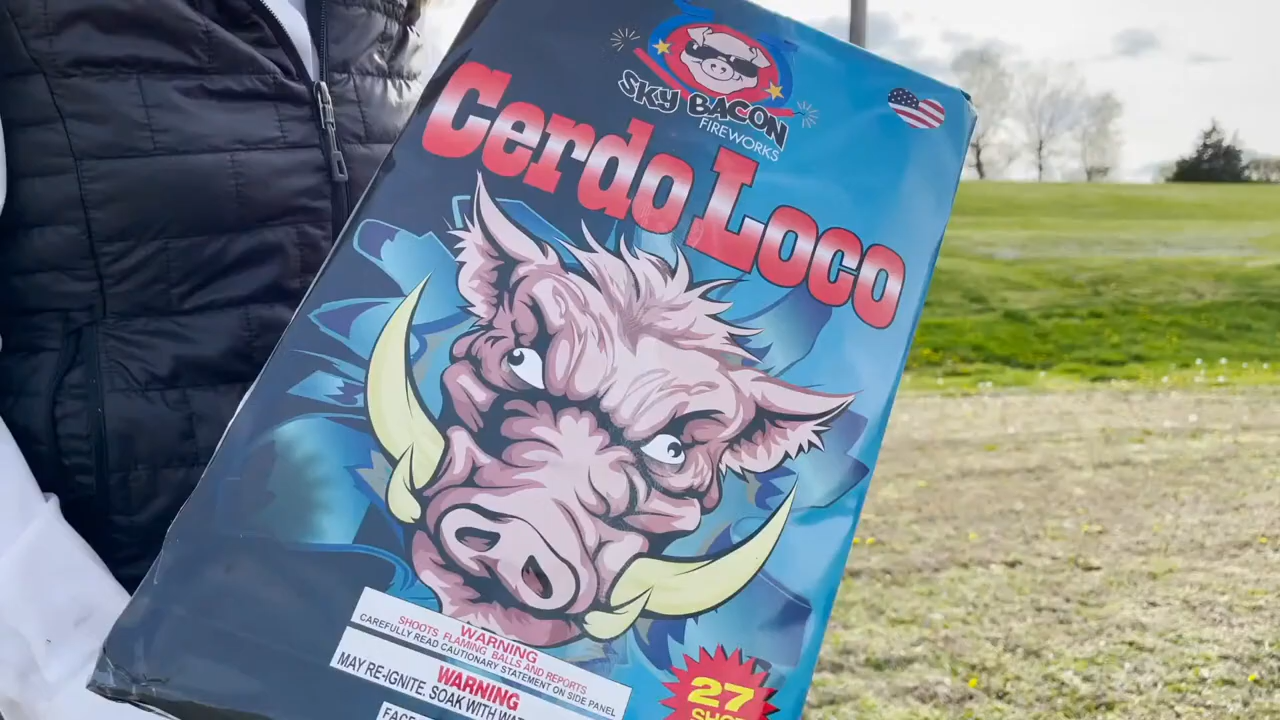 SKY BACON
FIREWORKS
Cerdo Loco
WARNING
SHOOTS FLAMING BALLS AND REPORTS
CAREFULLY READ CAUTIONARY STATEMENT ON SIDE PANEL
WARNING
MAY RE-IGNITE. SOAK WITH
27